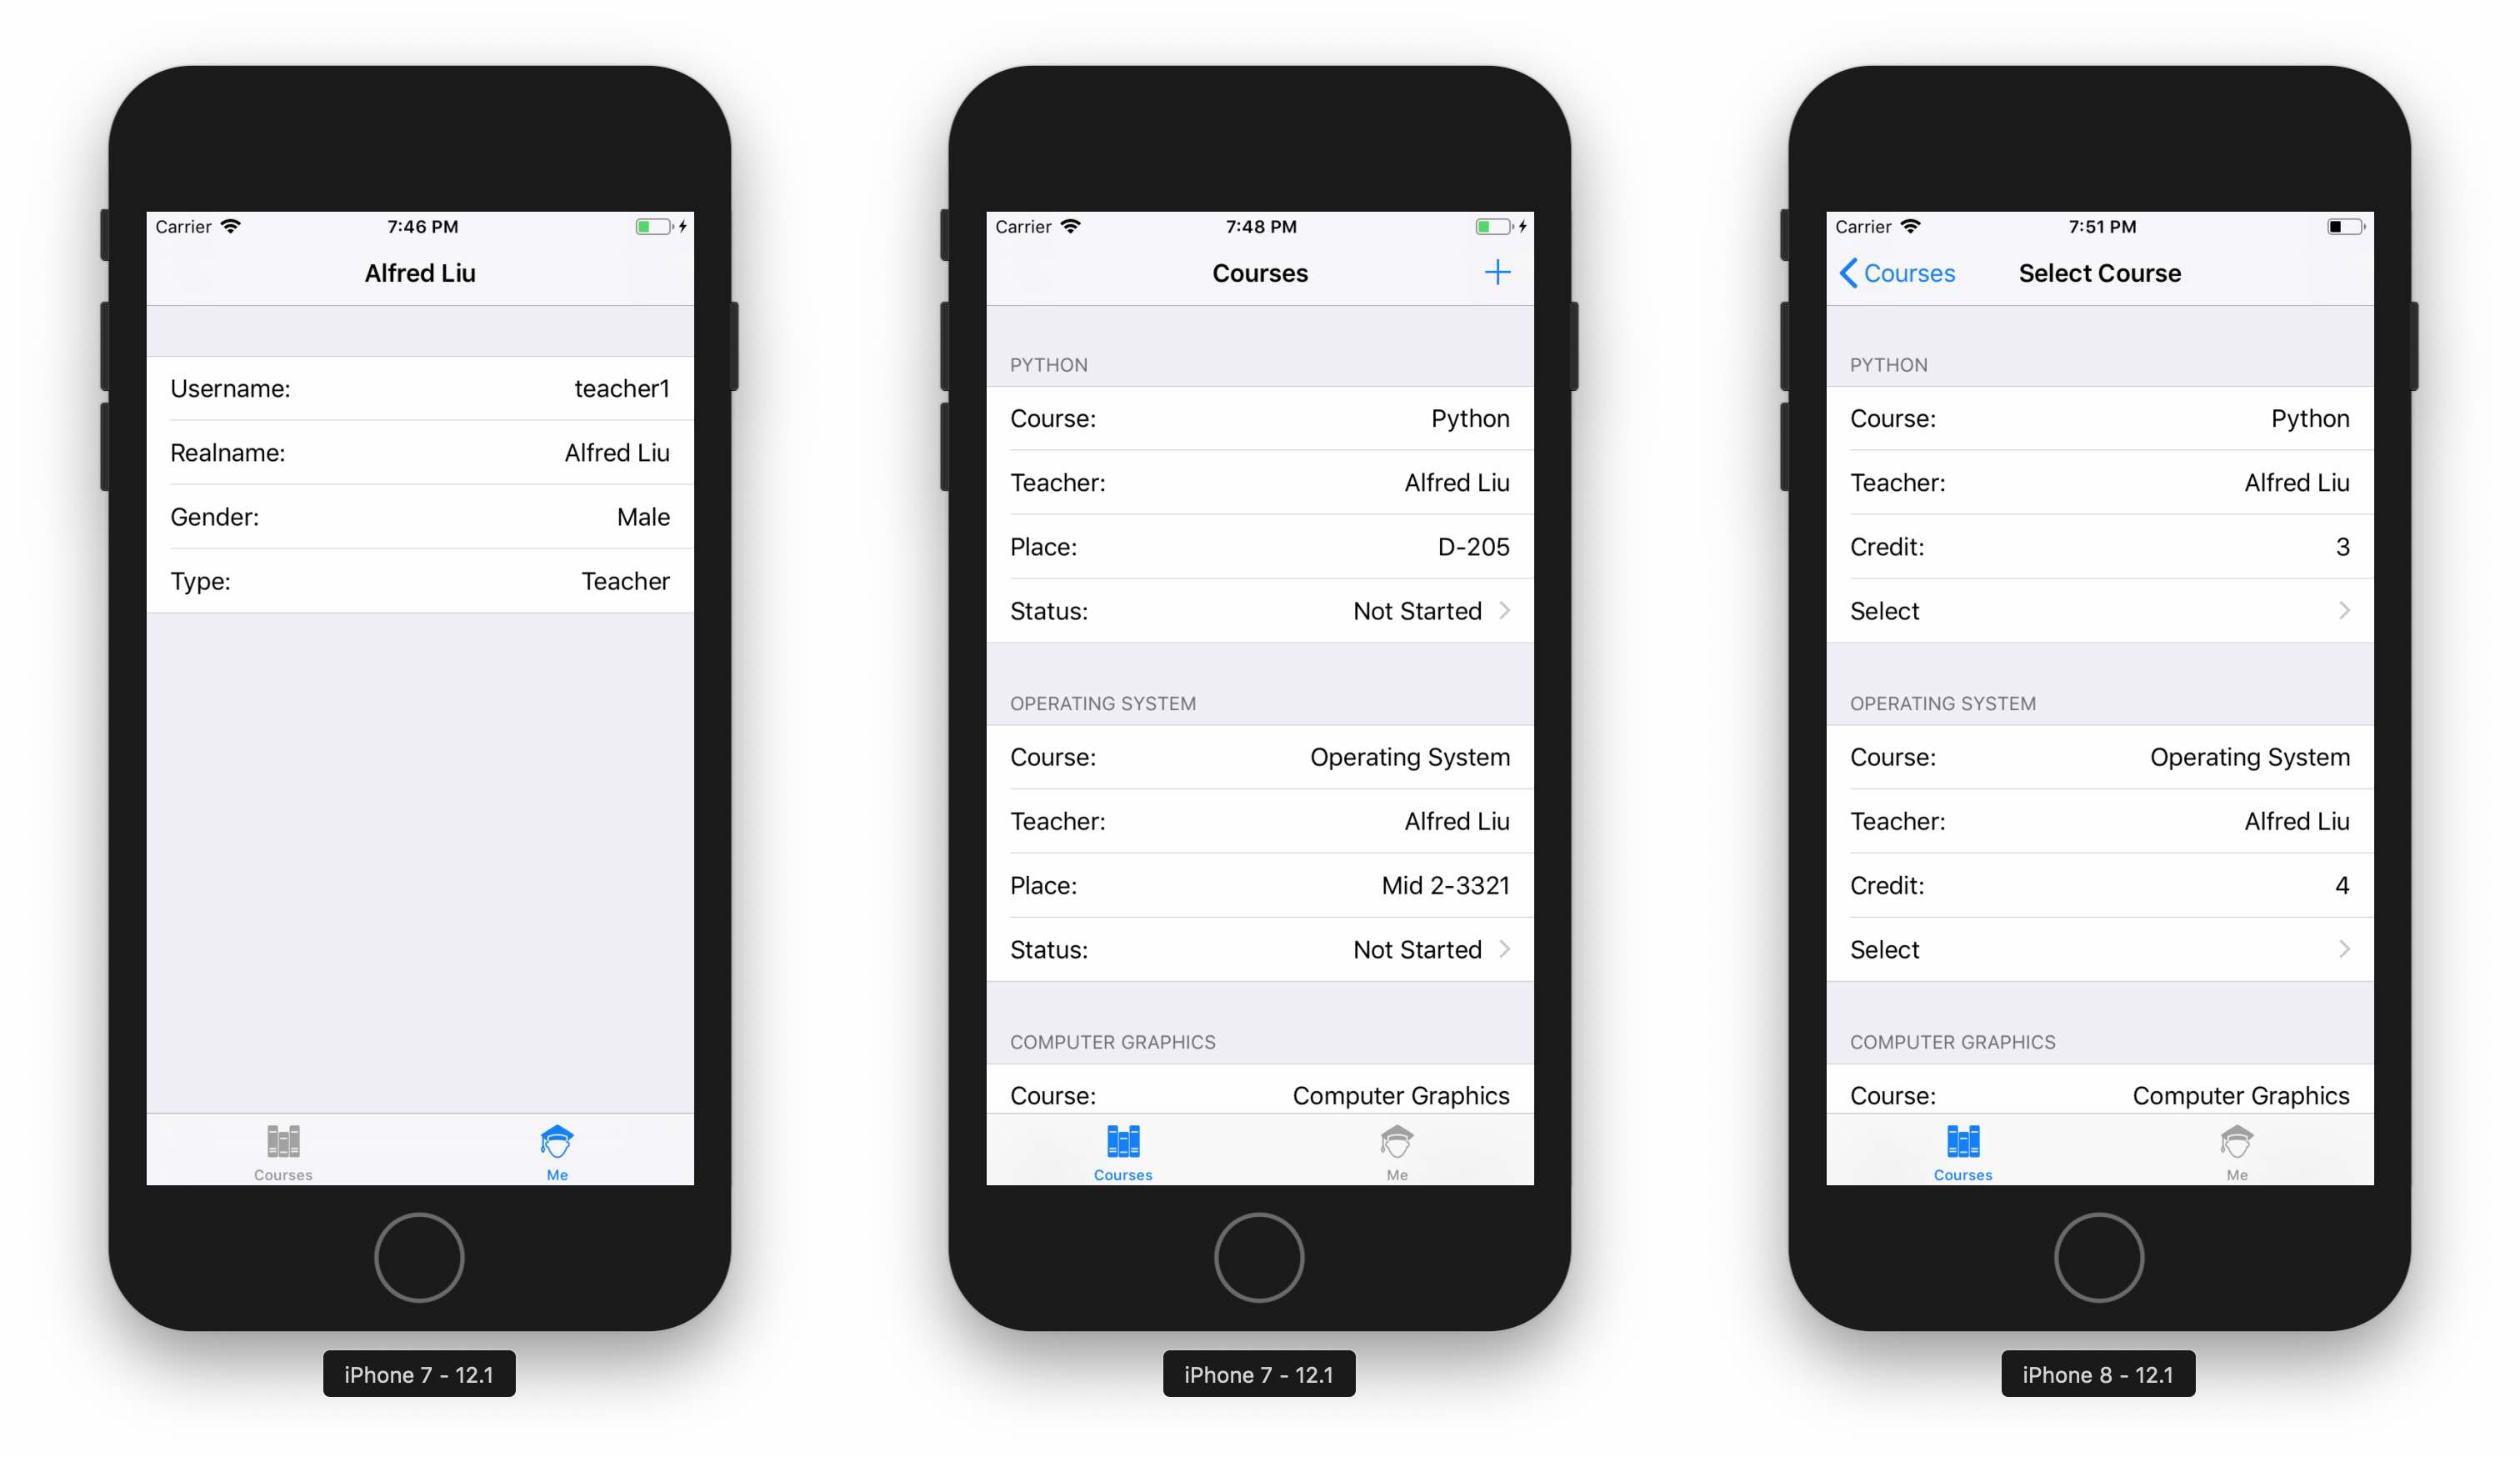 Carrier 7:46 PM
Alfred Liu
Username: teacher1
Realname: Alfred Liu
Gender: Male
Type: Teacher
Courses Me
iPhone 7 - 12.1
Carrier 7:48 PM
Courses +
PYTHON
Course: Python
Teacher: Alfred Liu
Place: D-205
Status: Not Started
OPERATING SYSTEM
Course: Operating System
Teacher: Alfred Liu
Place: Mid 2-3321
Status: Not Started
COMPUTER GRAPHICS
Course: Computer Graphics
Courses Me
iPhone 7 - 12.1
Carrier 7:51 PM
Courses Select Course
PYTHON
Course: Python
Teacher: Alfred Liu
Credit: 3
Select
OPERATING SYSTEM
Course: Operating System
Teacher: Alfred Liu
Credit: 4
Select
COMPUTER GRAPHICS
Course: Computer Graphics
Courses Me
iPhone 8 - 12.1